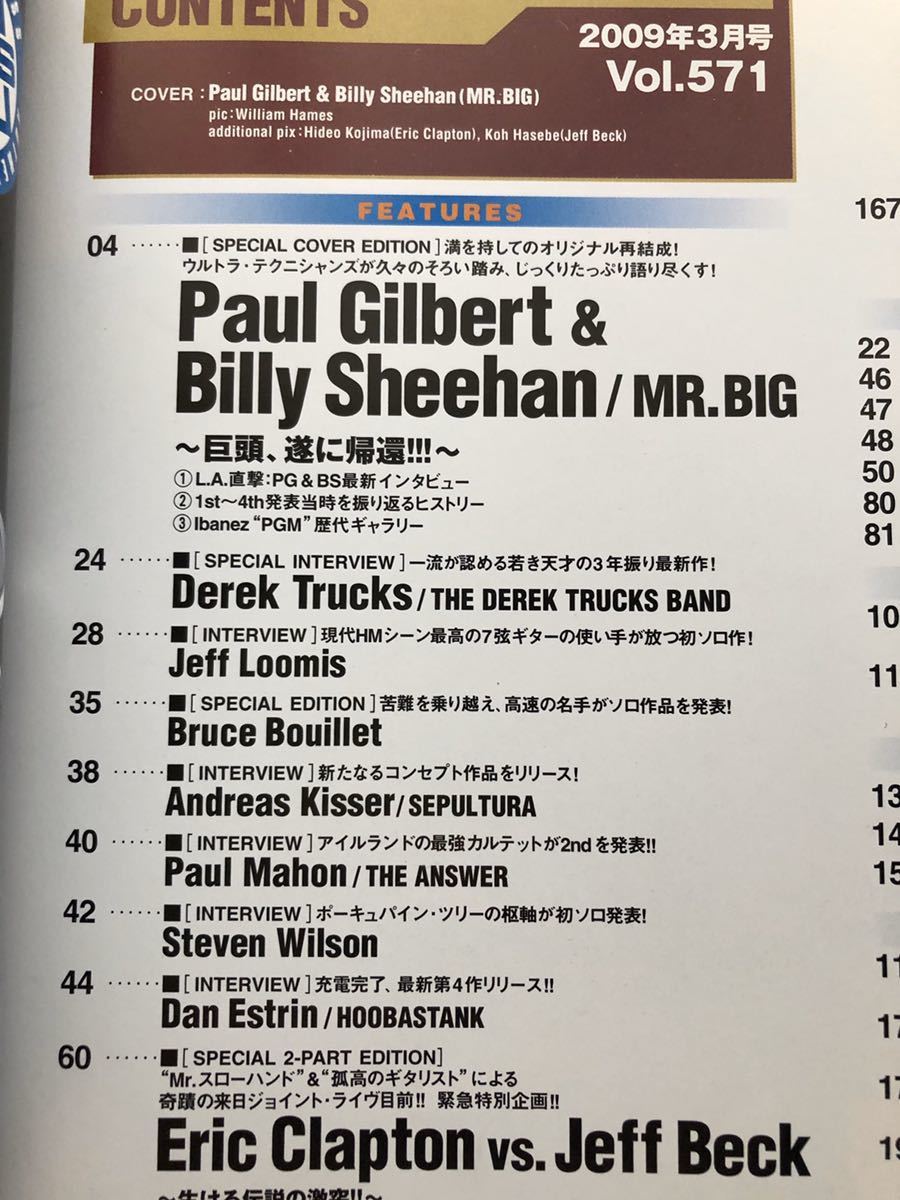 CONTENTS
2009年3月号
Vol.571
COVER : Paul Gilbert & Billy Sheehan(MR.BIG)
pic:William Hames
additional pix:Hideo Kojima(Eric Clapton), Koh Hasebe(Jeff Beck)
FEATURES
04 ······■[ SPECIAL COVER EDITION ]満を持してのオリジナル再結成!
ウルトラ・テクニシャンズが久々のそろい踏み、じっくりたっぷり語り尽くす!
Paul Gilbert &
Billy Sheehan / MR.BIG
〜巨頭、遂に帰還!!!〜
①L.A.直撃:PG & BS最新インタビュー
②1st〜4th発表当時を振り返るヒストリー
③Ibanez “PGM” 歴代ギャラリー
24 ······■[ SPECIAL INTERVIEW ]一流が認める若き天才の3年振り最新作!
Derek Trucks / THE DEREK TRUCKS BAND
28 ······■[ INTERVIEW ]現代HMシーン最高の7弦ギターの使い手が放つ初ソロ作!
Jeff Loomis
35 ······■[ SPECIAL EDITION ]苦難を乗り越え、高速の名手がソロ作品を発表!
Bruce Bouillet
38 ······■[ INTERVIEW ]新たなるコンセプト作品をリリース!
Andreas Kisser / SEPULTURA
40 ······■[ INTERVIEW ]アイルランドの最強カルテットが2ndを発表!!
Paul Mahon / THE ANSWER
42 ······■[ INTERVIEW ]ポーキュパイン・ツリーの枢軸が初ソロ発表!
Steven Wilson
44 ······■[ INTERVIEW ]充電完了、最新第4作リリース!!
Dan Estrin / HOOBASTANK
60 ······■[ SPECIAL 2-PART EDITION]
“Mr.スローハンド”&“孤高のギタリスト”による
奇蹟の来日ジョイント・ライヴ目前!! 緊急特別企画!!
Eric Clapton vs. Jeff Beck
〜生ける伝説の激突!!〜
167
22
46
47
48
50
80
81